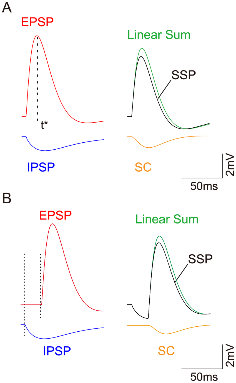 A
EPSP
Linear Sum
SSP
t*
IPSP
SC
2mV
50ms
B
EPSP
Linear Sum
SSP
IPSP
SC
2mV
50ms